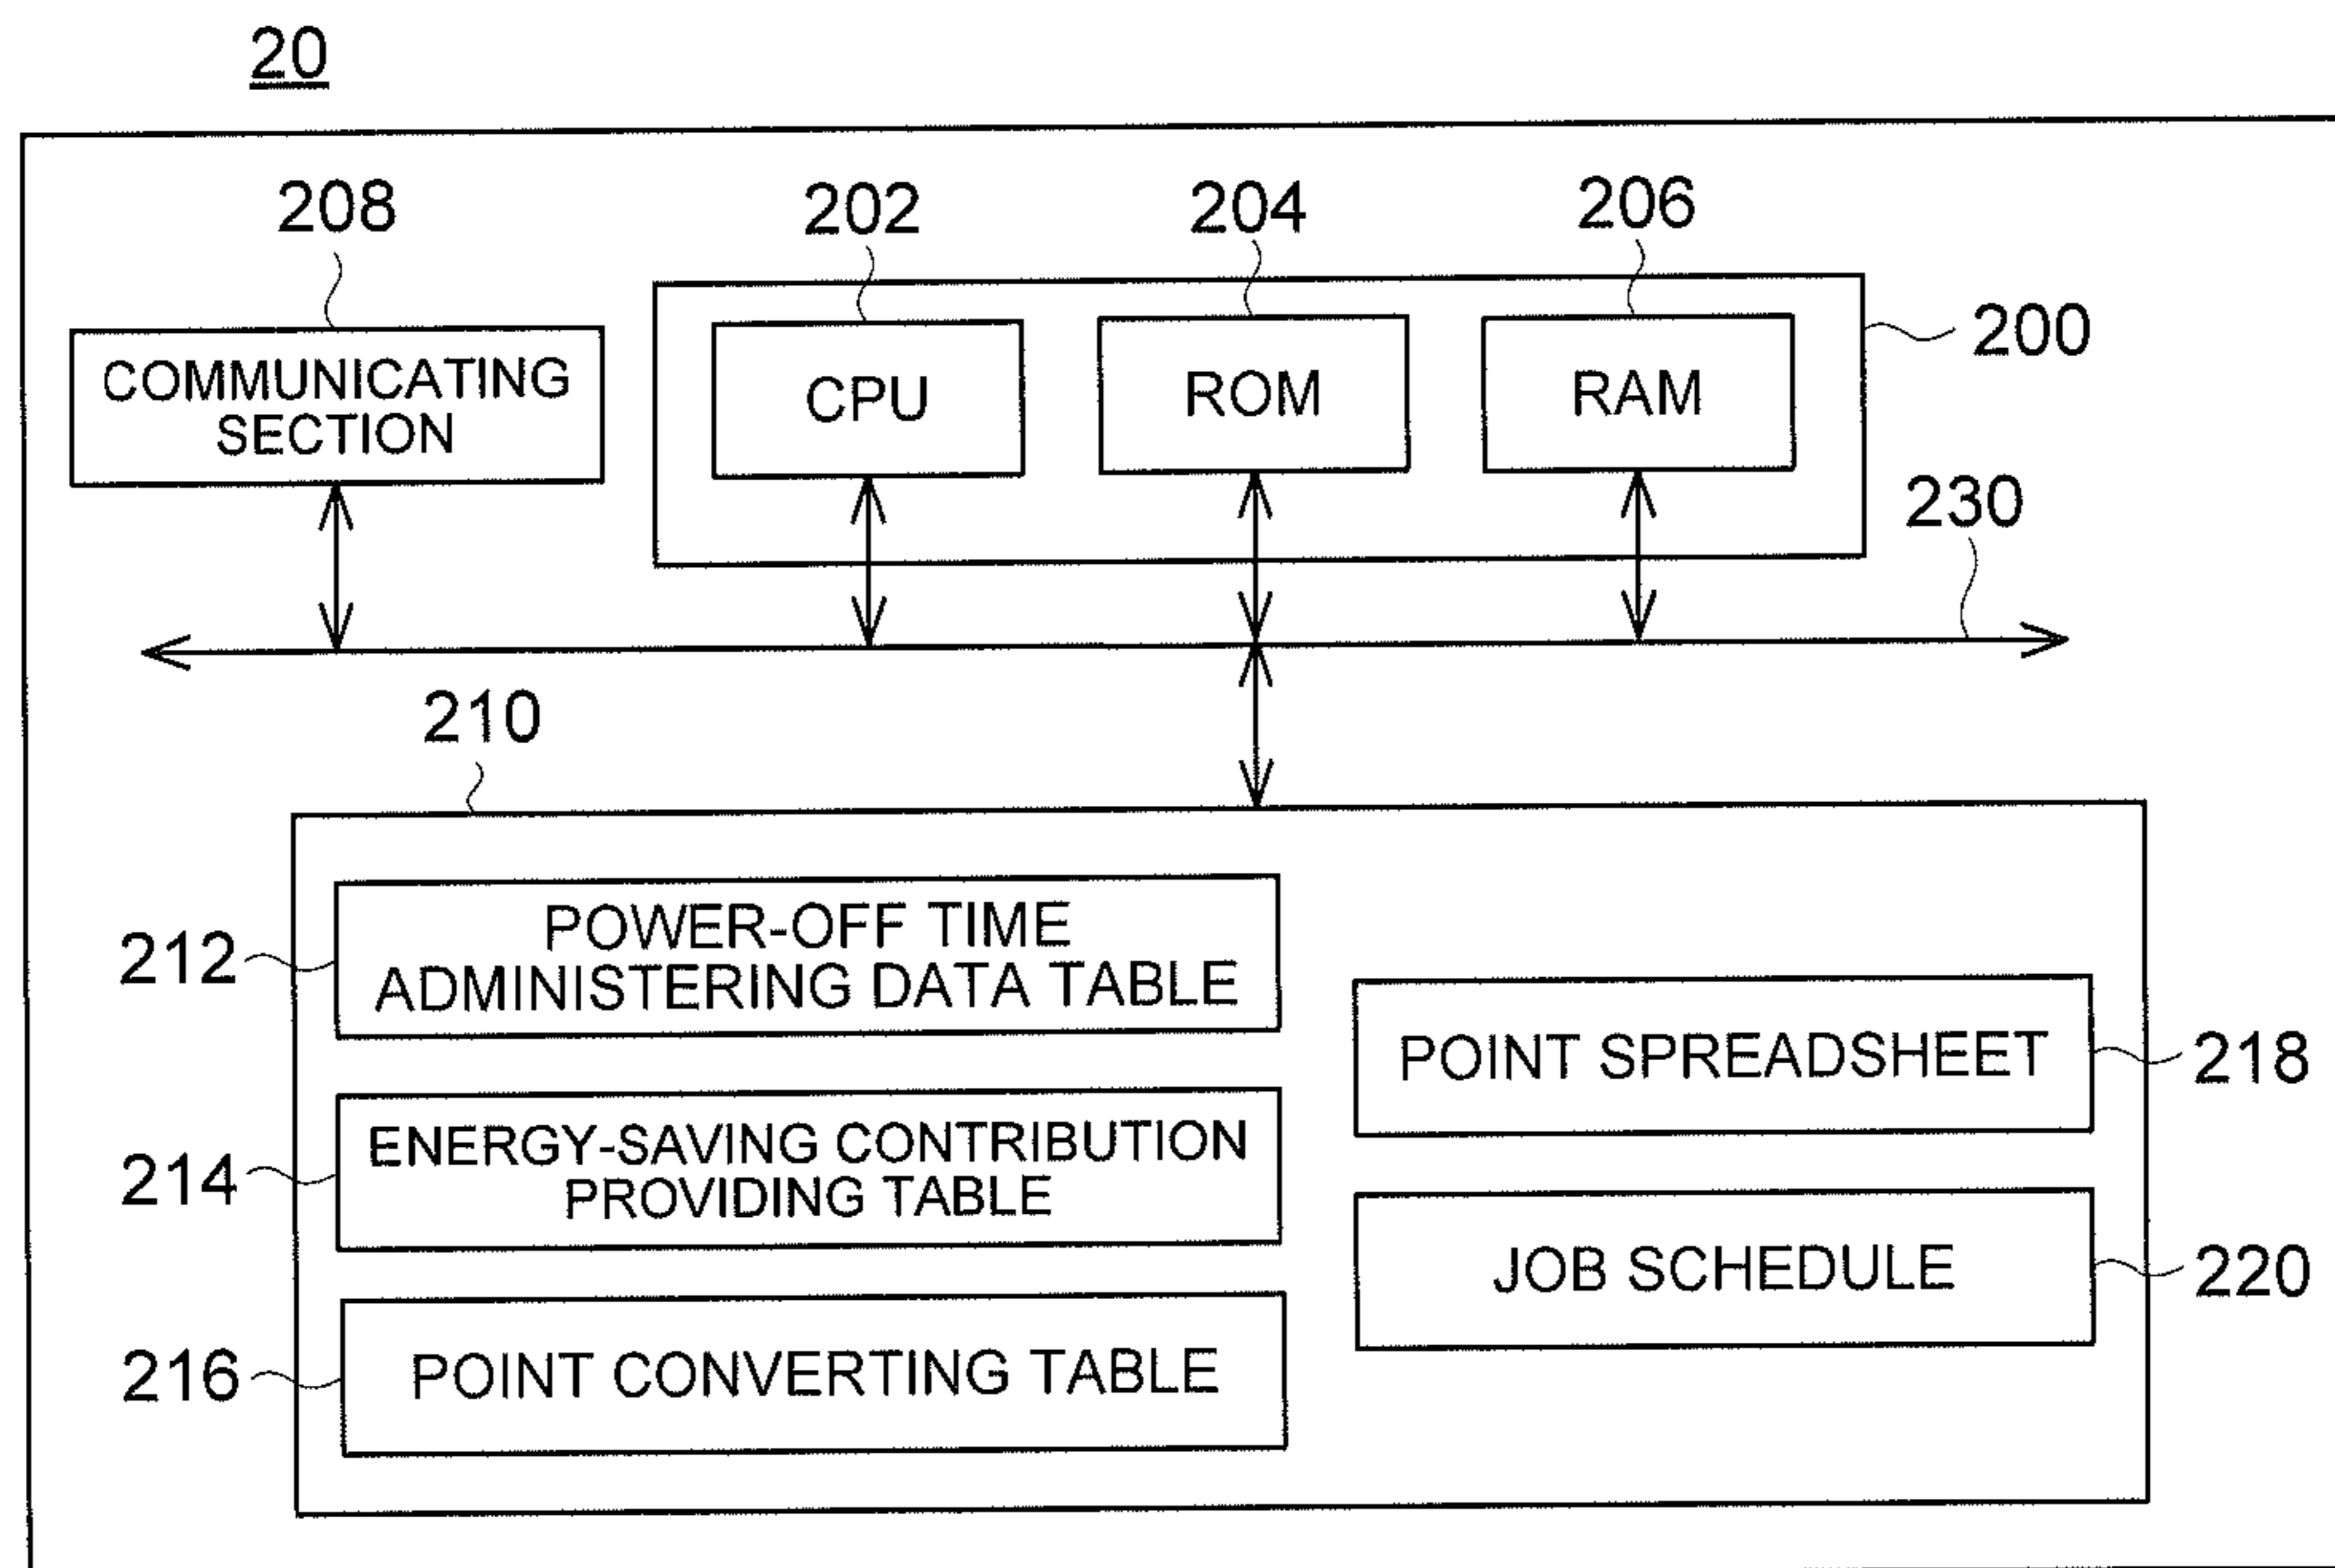 20
208
202
204
206
COMMUNICATING
SECTION
CPU
ROM
RAM
200
230
210
212
POWER-OFF TIME
ADMINISTERING DATA TABLE
214
ENERGY-SAVING CONTRIBUTION
PROVIDING TABLE
216
POINT CONVERTING TABLE
POINT SPREADSHEET
218
JOB SCHEDULE
220